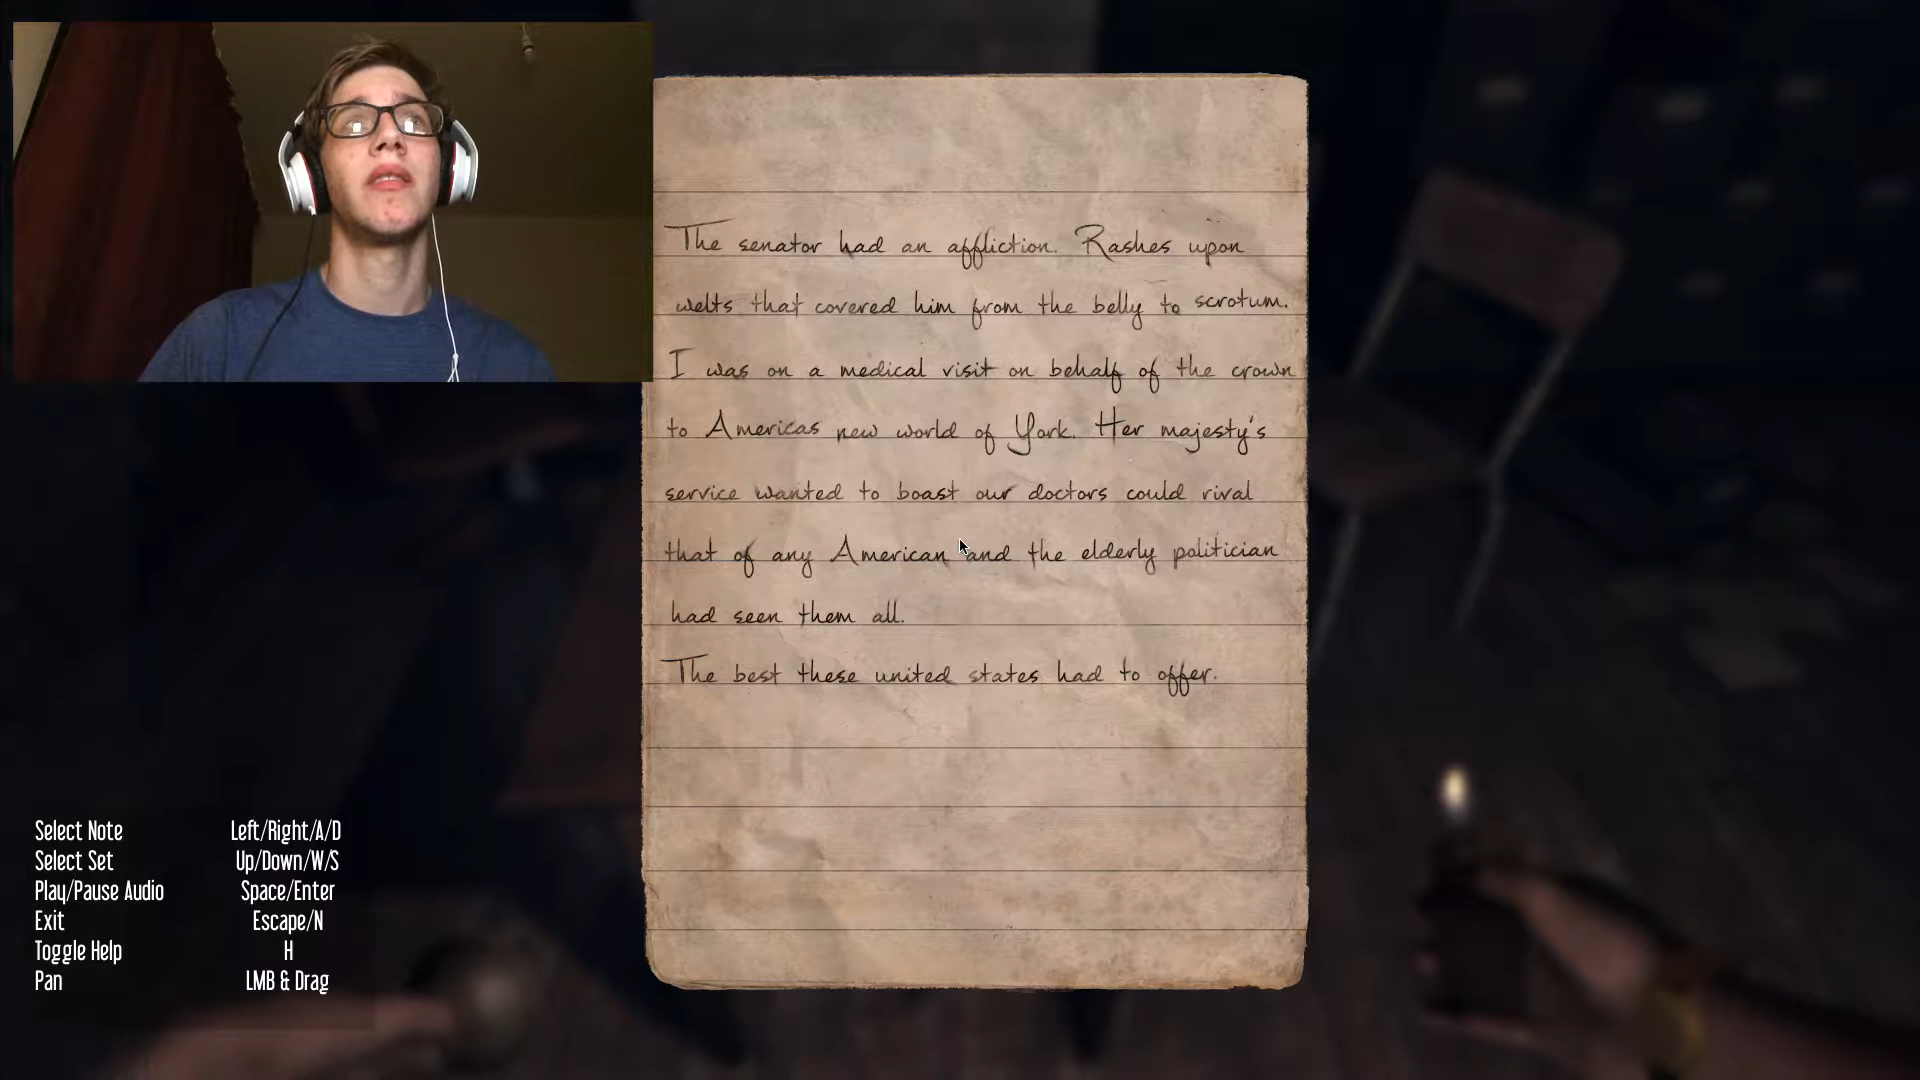 The senator had an affliction. Rashes upon
welts that covered him from the belly to scrotum.
I was on a medical visit on behalf of the crown
to Americas new world of York. Her majesty's
service wanted to boast our doctors could rival
that of any American and the elderly politician
had seen them all.
The best these united states had to offer.
Select Note Left/Right/A/D
Select Set Up/Down/W/S
Play/Pause Audio Space/Enter
Exit Escape/N
Toggle Help H
Pan LMB & Drag